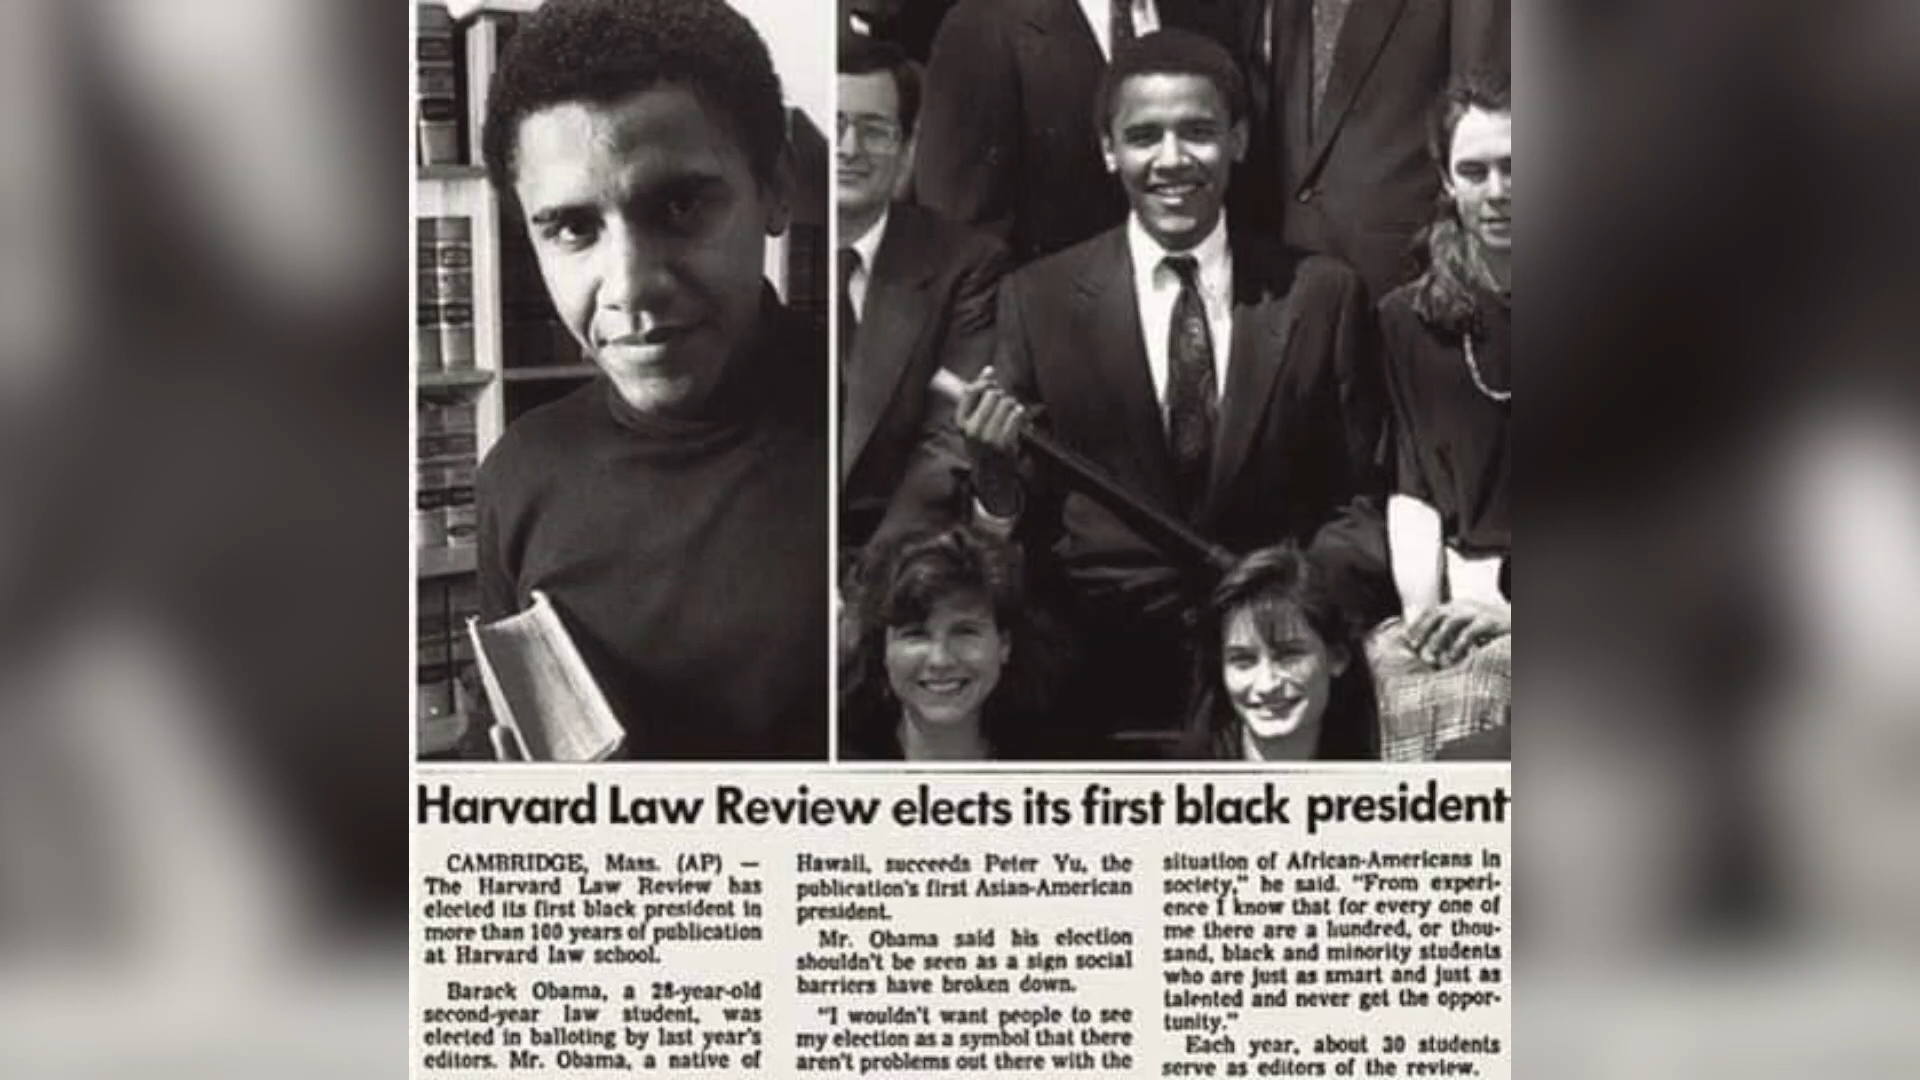 Harvard Law Review elects its first black president
CAMBRIDGE, Mass. (AP) —
The Harvard Law Review has
elected its first black president in
more than 100 years of publication
at Harvard law school.
Barack Obama, a 28-year-old
second-year law student, was
elected in balloting by last year's
editors. Mr. Obama, a native of
Hawaii, succeeds Peter Yu, the
publication's first Asian-American
president.
Mr. Obama said his election
shouldn't be seen as a sign social
barriers have broken down.
"I wouldn't want people to see
my election as a symbol that there
aren't problems out there with the
situation of African-Americans in
society," he said. "From experi-
ence I know that for every one of
me there are a hundred, or thou-
sand, black and minority students
who are just as smart and just as
talented and never get the oppor-
tunity."
Each year, about 30 students
serve as editors of the review.